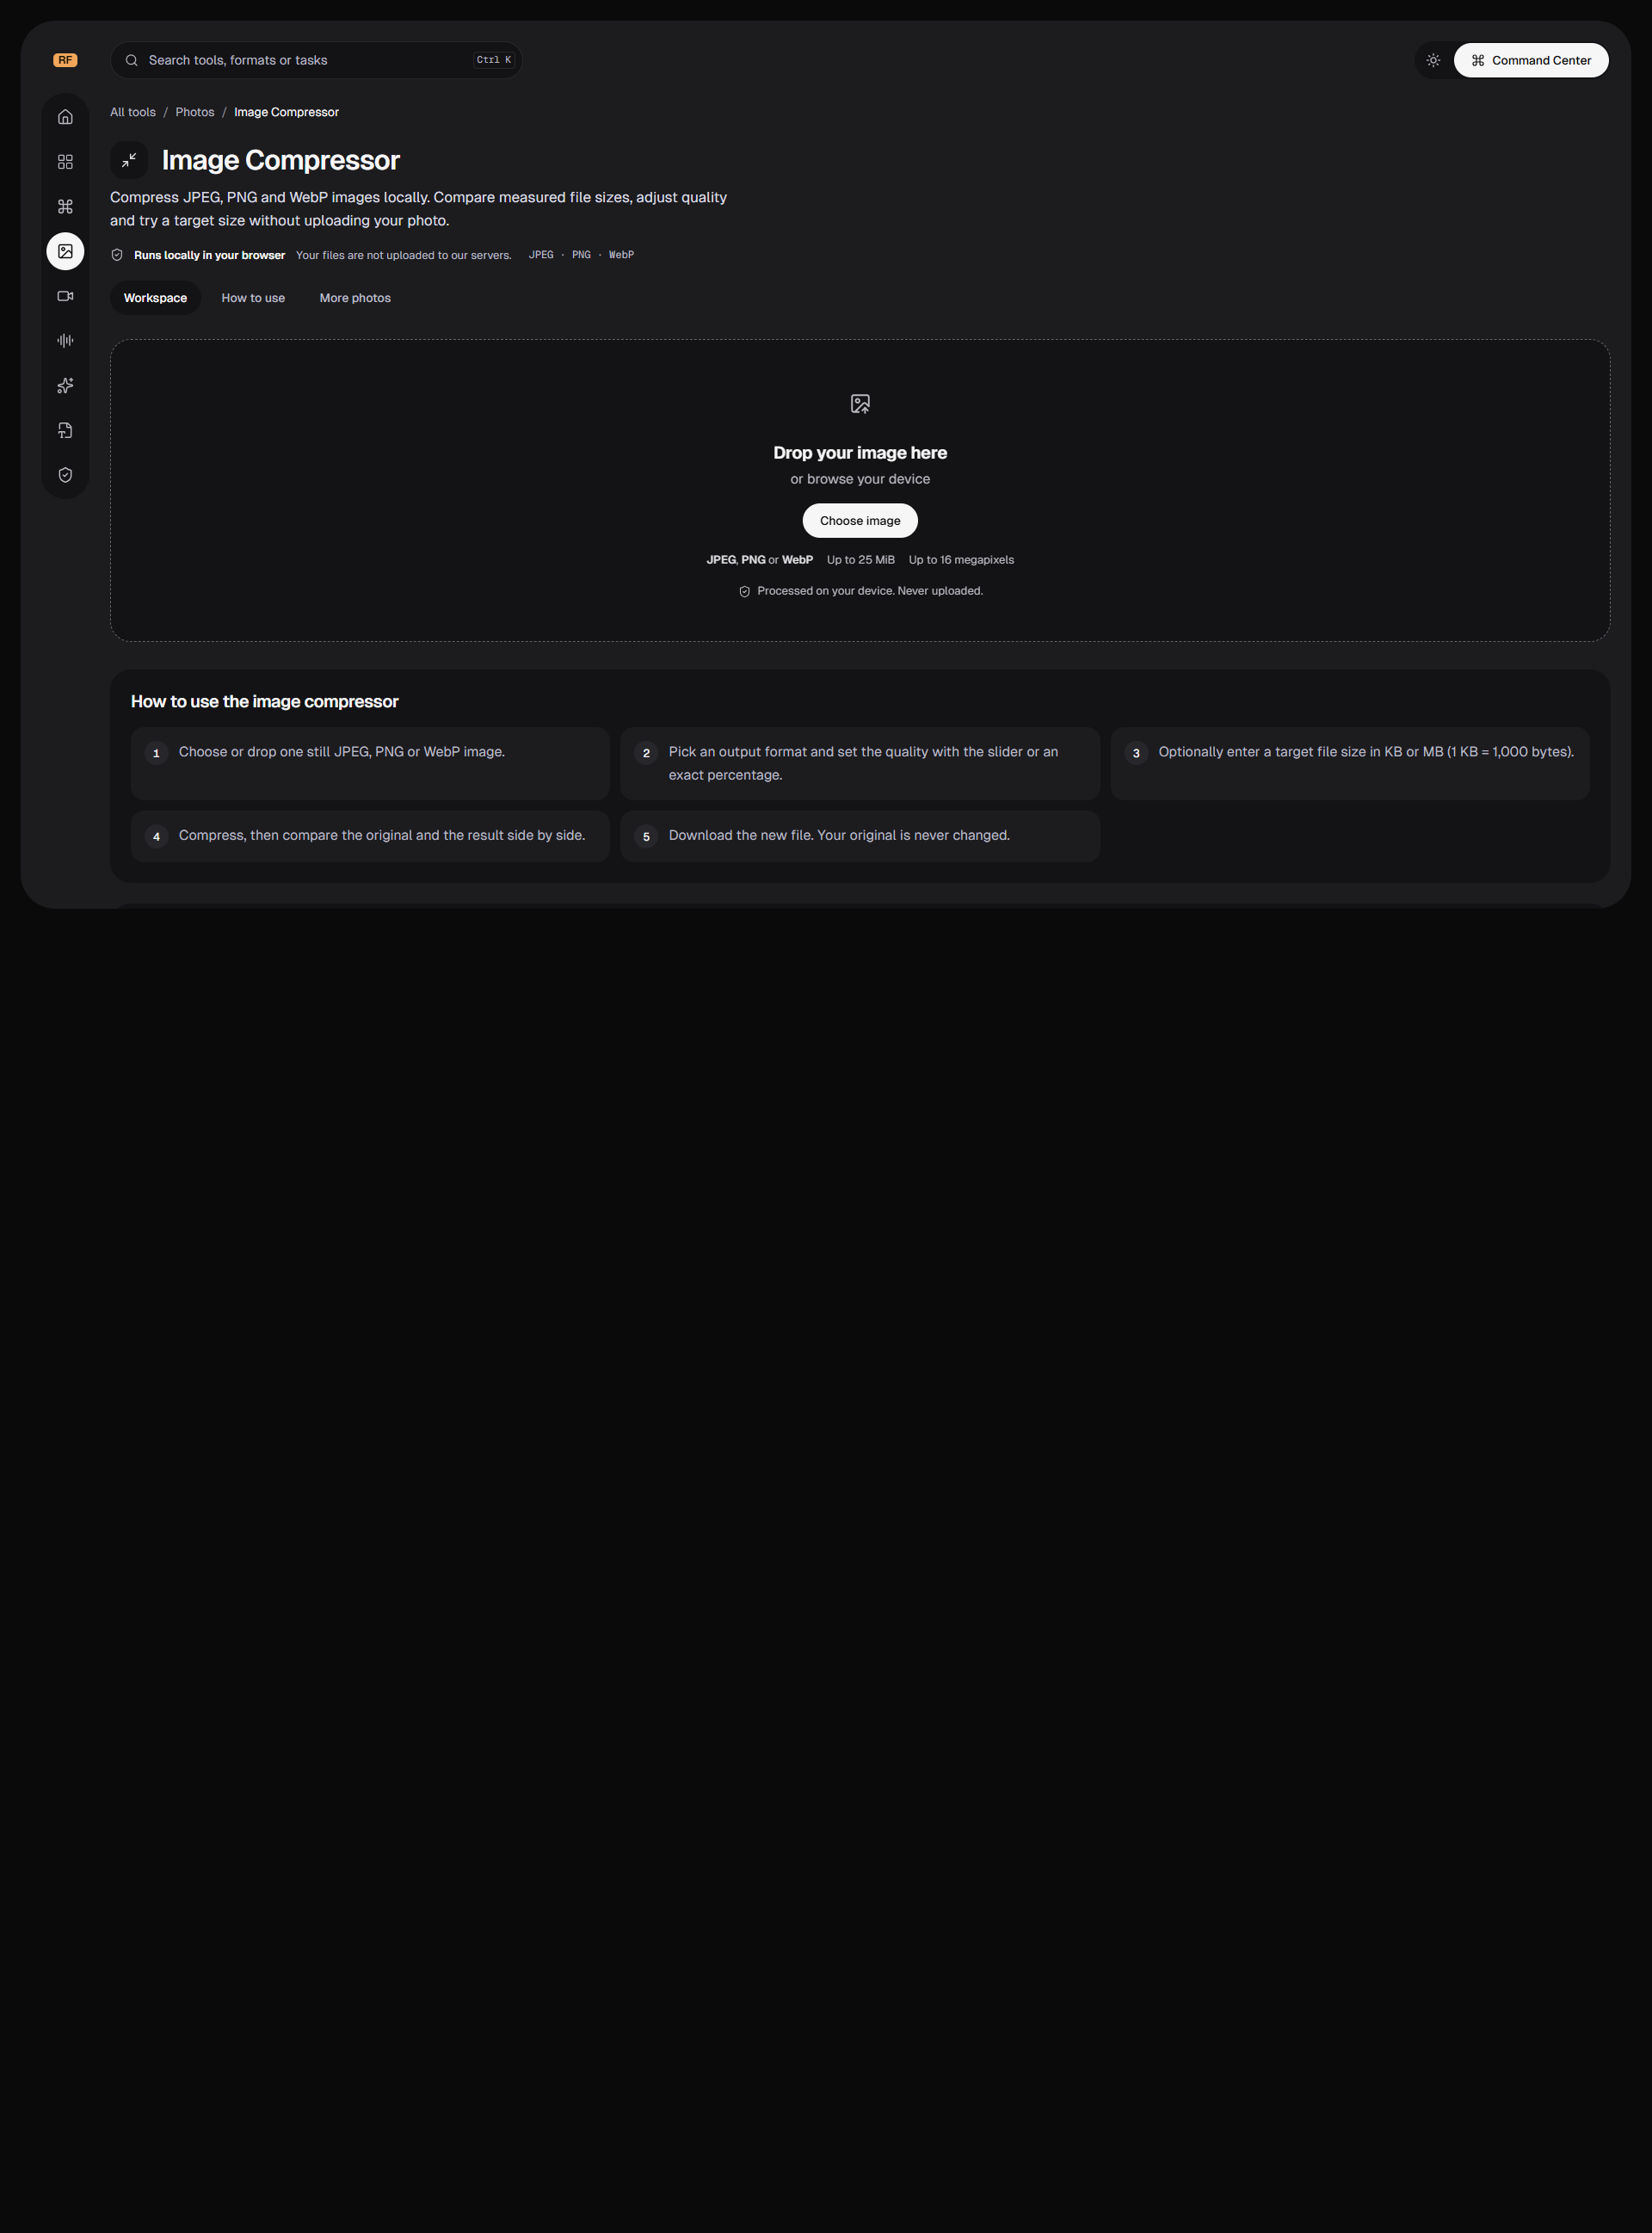 RF
Search tools, formats or tasks
Ctrl K
Command Center
All tools / Photos / Image Compressor
Image Compressor
Compress JPEG, PNG and WebP images locally. Compare measured file sizes, adjust quality
and try a target size without uploading your photo.
Runs locally in your browser Your files are not uploaded to our servers. JPEG · PNG · WebP
Workspace How to use More photos
Drop your image here
or browse your device
Choose image
JPEG, PNG or WebP Up to 25 MiB Up to 16 megapixels
Processed on your device. Never uploaded.
How to use the image compressor
1 Choose or drop one still JPEG, PNG or WebP image.
2 Pick an output format and set the quality with the slider or an
exact percentage.
3 Optionally enter a target file size in KB or MB (1 KB = 1,000 bytes).
4 Compress, then compare the original and the result side by side.
5 Download the new file. Your original is never changed.